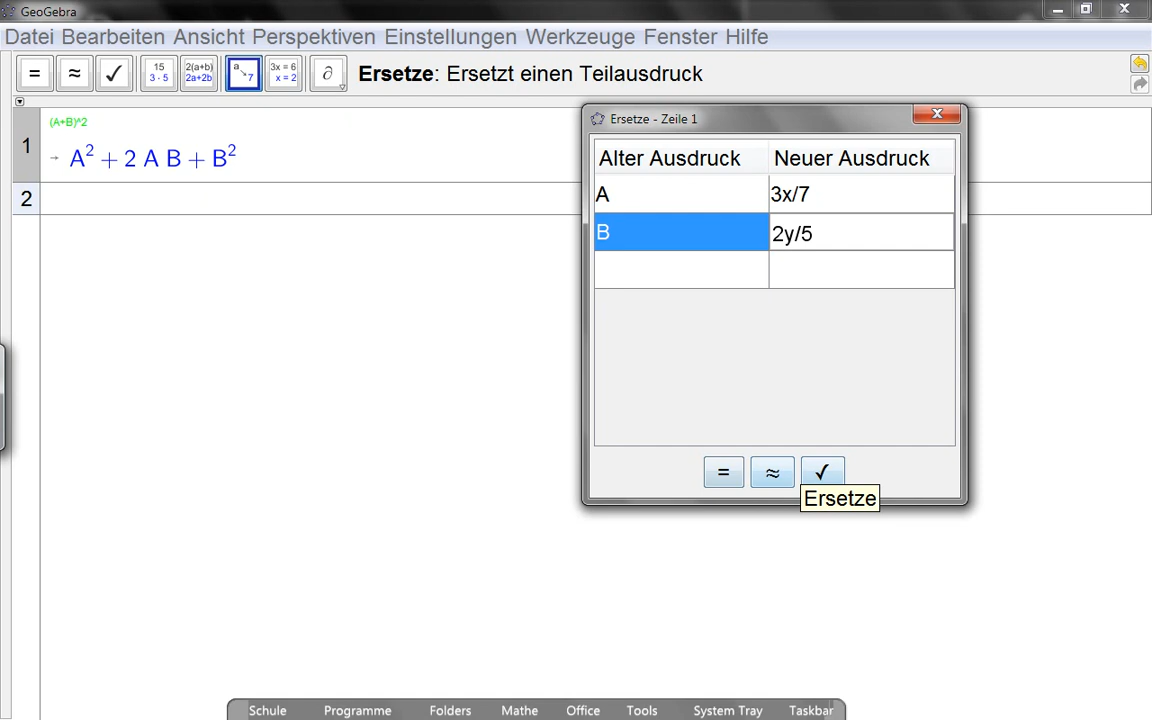 GeoGebra
Datei Bearbeiten Ansicht Perspektiven Einstellungen Werkzeuge Fenster Hilfe
= ≈ ✓ 15 3·5 2(a+b) 2a+2b a 7 3x = 6 x = 2 ∂ Ersetze: Ersetzt einen Teilausdruck
Ersetze - Zeile 1
(A+B)^2
1 → A² + 2 A B + B²
2
Alter Ausdruck Neuer Ausdruck
A 3x/7
B 2y/5
= ≈ ✓
Ersetze
Schule Programme Folders Mathe Office Tools System Tray Taskbar